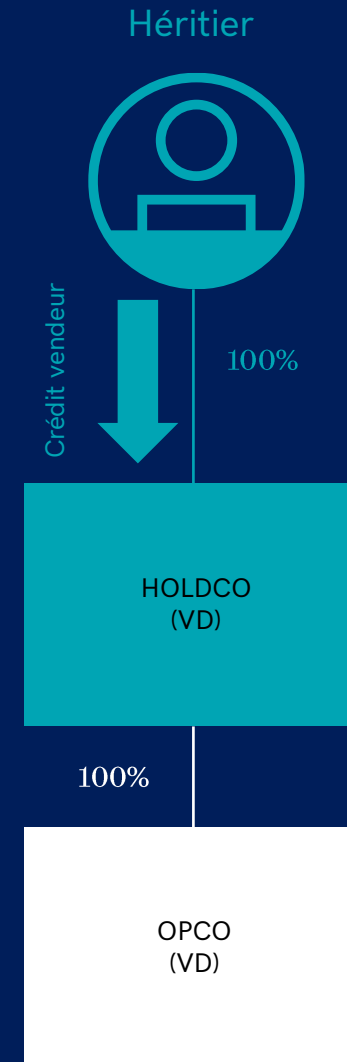 Héritier
Crédit vendeur
100%
HOLDCO
(VD)
100%
OPCO
(VD)